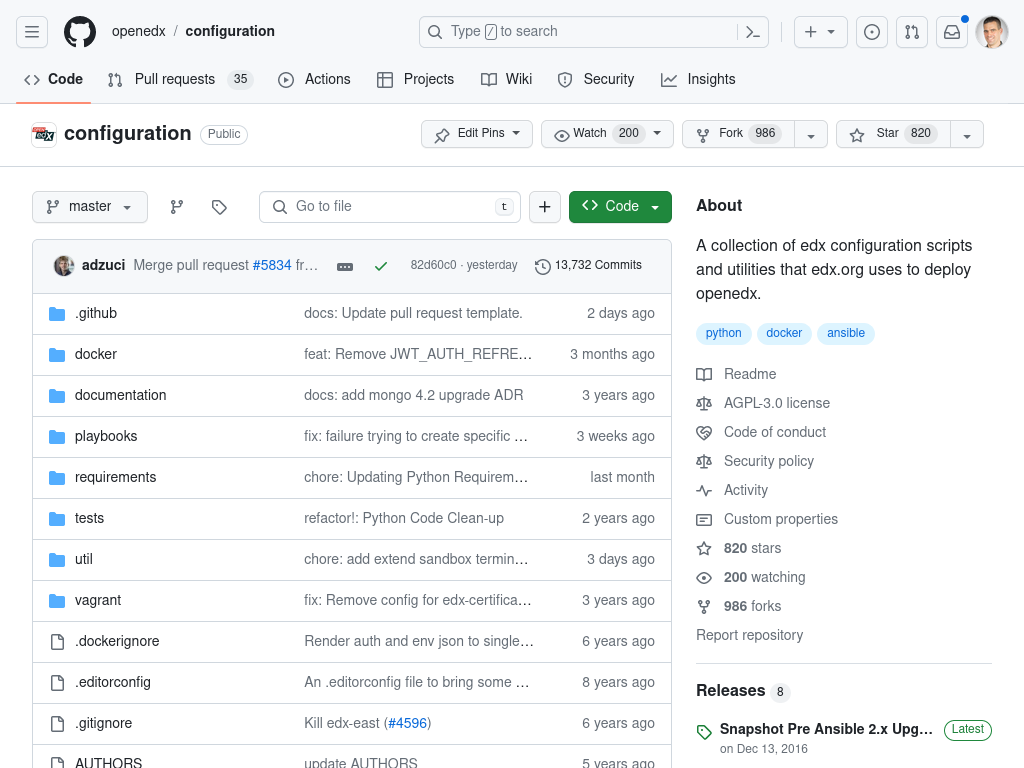 openedx / configuration
Type / to search
Code
Pull requests 35
Actions
Projects
Wiki
Security
Insights
configuration Public
Edit Pins
Watch 200
Fork 986
Star 820
master
Go to file t
Code
adzuci Merge pull request #5834 fr… 82d60c0 · yesterday 13,732 Commits
.github docs: Update pull request template. 2 days ago
docker feat: Remove JWT_AUTH_REFRE… 3 months ago
documentation docs: add mongo 4.2 upgrade ADR 3 years ago
playbooks fix: failure trying to create specific … 3 weeks ago
requirements chore: Updating Python Requirem… last month
tests refactor!: Python Code Clean-up 2 years ago
util chore: add extend sandbox termin… 3 days ago
vagrant fix: Remove config for edx-certifica… 3 years ago
.dockerignore Render auth and env json to single… 6 years ago
.editorconfig An .editorconfig file to bring some … 8 years ago
.gitignore Kill edx-east (#4596) 6 years ago
AUTHORS update AUTHORS 5 years ago
About
A collection of edx configuration scripts
and utilities that edx.org uses to deploy
openedx.
python docker ansible
Readme
AGPL-3.0 license
Code of conduct
Security policy
Activity
Custom properties
820 stars
200 watching
986 forks
Report repository
Releases 8
Snapshot Pre Ansible 2.x Upg… Latest
on Dec 13, 2016